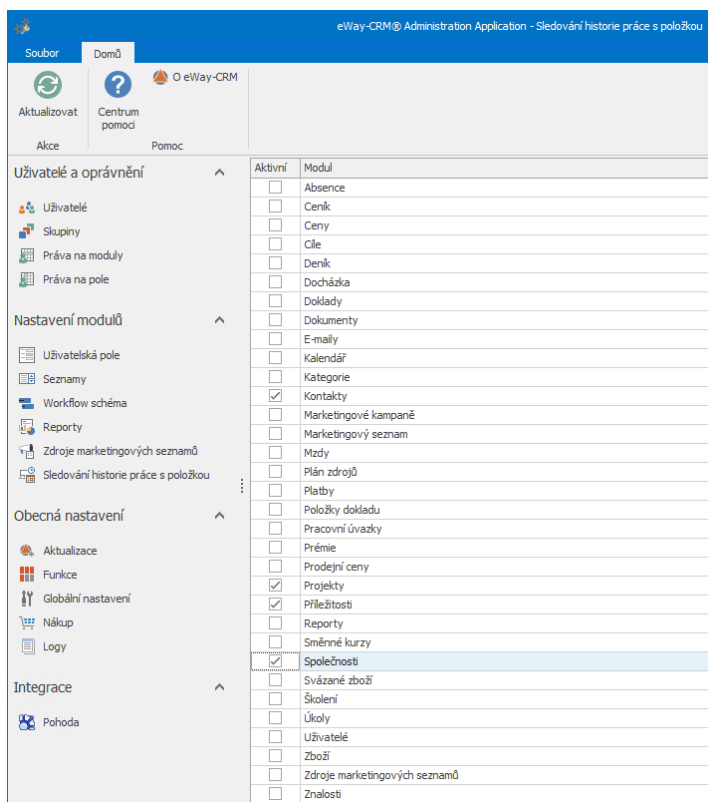 eWay-CRM® Administration Application - Sledování historie práce s položkou
Soubor
Domů
Aktualizovat
Centrum
pomoci
O eWay-CRM
Akce
Pomoc
Uživatelé a oprávnění
Uživatelé
Skupiny
Práva na moduly
Práva na pole
Nastavení modulů
Uživatelská pole
Seznamy
Workflow schéma
Reporty
Zdroje marketingových seznamů
Sledování historie práce s položkou
Obecná nastavení
Aktualizace
Funkce
Globální nastavení
Nákup
Logy
Integrace
Pohoda
Aktivní Modul
Absence
Ceník
Ceny
Cíle
Deník
Docházka
Doklady
Dokumenty
E-maily
Kalendář
Kategorie
Kontakty
Marketingové kampaně
Marketingový seznam
Mzdy
Plán zdrojů
Platby
Položky dokladu
Pracovní úvazky
Prémie
Prodejní ceny
Projekty
Příležitosti
Reporty
Směnné kurzy
Společnosti
Svázané zboží
Školení
Úkoly
Uživatelé
Zboží
Zdroje marketingových seznamů
Znalosti